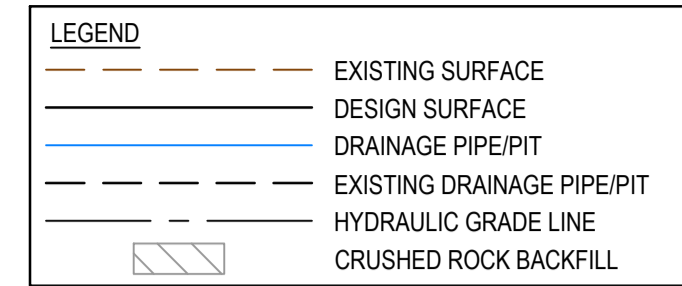 LEGEND
EXISTING SURFACE
DESIGN SURFACE
DRAINAGE PIPE/PIT
EXISTING DRAINAGE PIPE/PIT
HYDRAULIC GRADE LINE
CRUSHED ROCK BACKFILL